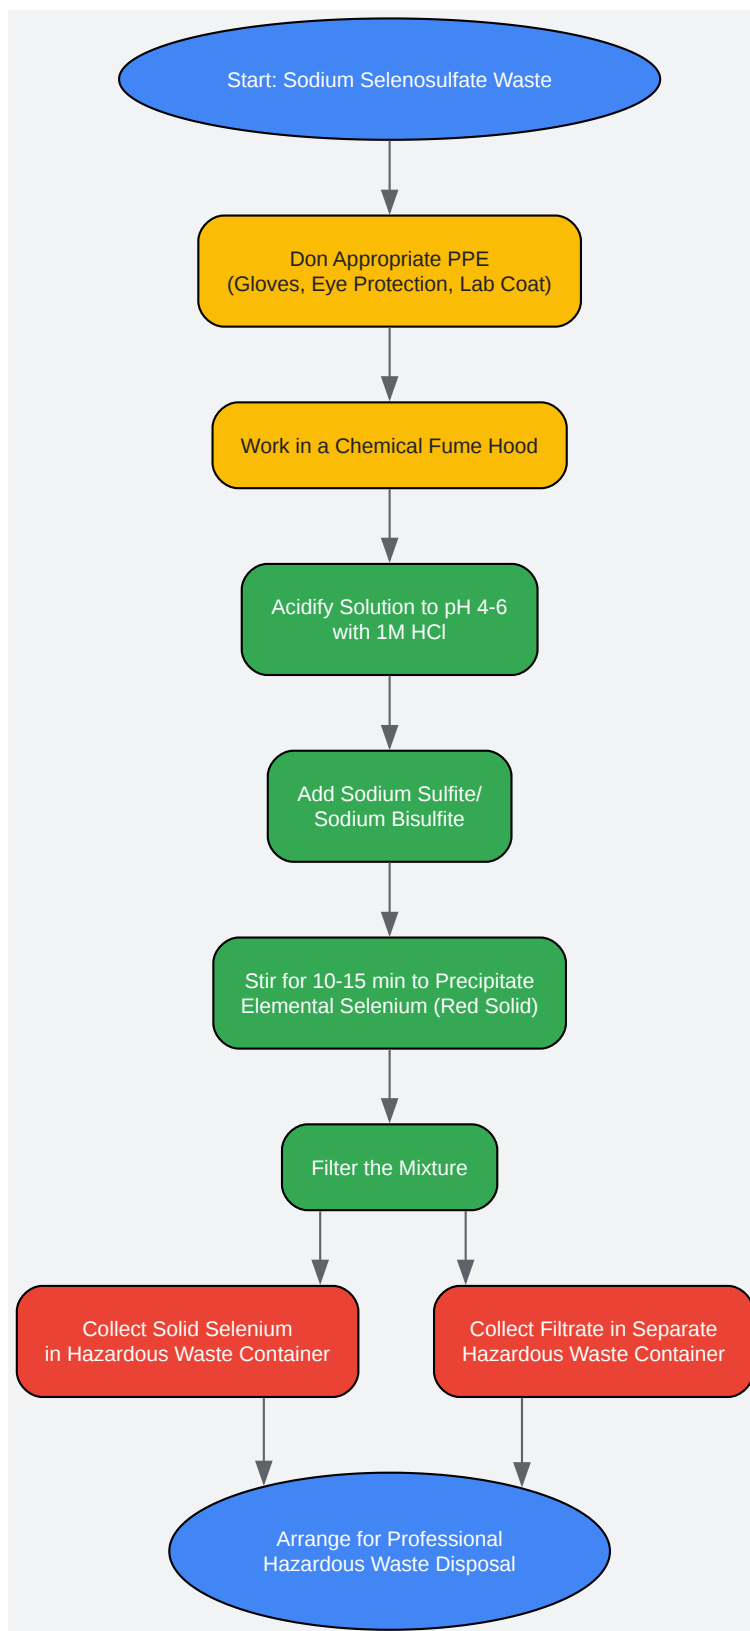 Start: Sodium Selenosulfate Waste
Don Appropriate PPE
(Gloves, Eye Protection, Lab Coat)
Work in a Chemical Fume Hood
Acidify Solution to pH 4-6
with 1M HCl
Add Sodium Sulfite/
Sodium Bisulfite
Stir for 10-15 min to Precipitate
Elemental Selenium (Red Solid)
Filter the Mixture
Collect Solid Selenium
in Hazardous Waste Container
Collect Filtrate in Separate
Hazardous Waste Container
Arrange for Professional
Hazardous Waste Disposal